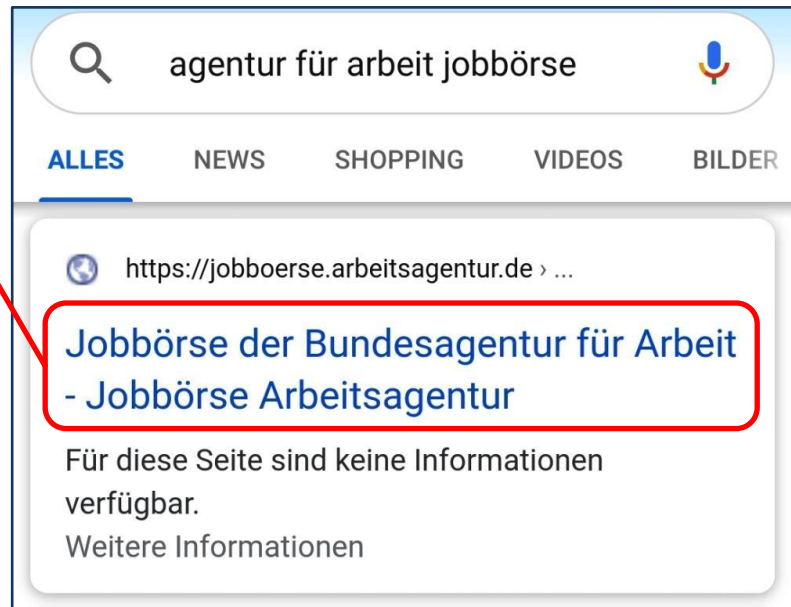 agentur für arbeit jobbörse
ALLES NEWS SHOPPING VIDEOS BILDER
https://jobboerse.arbeitsagentur.de › ...
Jobbörse der Bundesagentur für Arbeit
- Jobbörse Arbeitsagentur
Für diese Seite sind keine Informationen
verfügbar.
Weitere Informationen